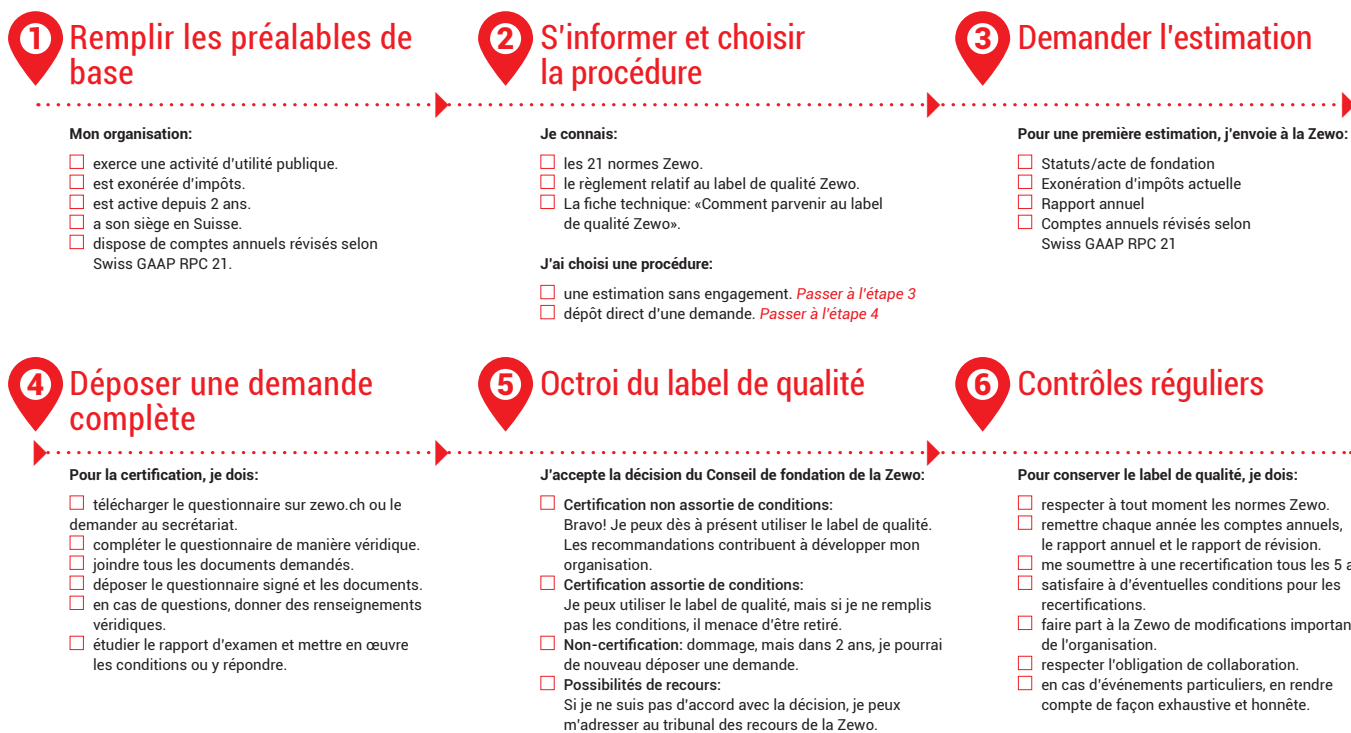 1 Remplir les préalables de
base
Mon organisation:
exerce une activité d'utilité publique.
est exonérée d'impôts.
est active depuis 2 ans.
a son siège en Suisse.
dispose de comptes annuels révisés selon
Swiss GAAP RPC 21.
2 S'informer et choisir
la procédure
Je connais:
les 21 normes Zewo.
le règlement relatif au label de qualité Zewo.
La fiche technique: «Comment parvenir au label
de qualité Zewo».
J'ai choisi une procédure:
une estimation sans engagement. Passer à l'étape 3
dépôt direct d'une demande. Passer à l'étape 4
3 Demander l'estimation
Pour une première estimation, j'envoie à la Zewo:
Statuts/acte de fondation
Exonération d'impôts actuelle
Rapport annuel
Comptes annuels révisés selon
Swiss GAAP RPC 21
4 Déposer une demande
complète
Pour la certification, je dois:
télécharger le questionnaire sur zewo.ch ou le
demander au secrétariat.
compléter le questionnaire de manière véridique.
joindre tous les documents demandés.
déposer le questionnaire signé et les documents.
en cas de questions, donner des renseignements
véridiques.
étudier le rapport d'examen et mettre en œuvre
les conditions ou y répondre.
5 Octroi du label de qualité
J'accepte la décision du Conseil de fondation de la Zewo:
Certification non assortie de conditions:
Bravo! Je peux dès à présent utiliser le label de qualité.
Les recommandations contribuent à développer mon
organisation.
Certification assortie de conditions:
Je peux utiliser le label de qualité, mais si je ne remplis
pas les conditions, il menace d'être retiré.
Non-certification: dommage, mais dans 2 ans, je pourrai
de nouveau déposer une demande.
Possibilités de recours:
Si je ne suis pas d'accord avec la décision, je peux
m'adresser au tribunal des recours de la Zewo.
6 Contrôles réguliers
Pour conserver le label de qualité, je dois:
respecter à tout moment les normes Zewo.
remettre chaque année les comptes annuels,
le rapport annuel et le rapport de révision.
me soumettre à une recertification tous les 5
satisfaire à d'éventuelles conditions pour les
recertifications.
faire part à la Zewo de modifications
de l'organisation.
respecter l'obligation de collaboration.
en cas d'événements particuliers, en rendre
compte de façon exhaustive et honnête.